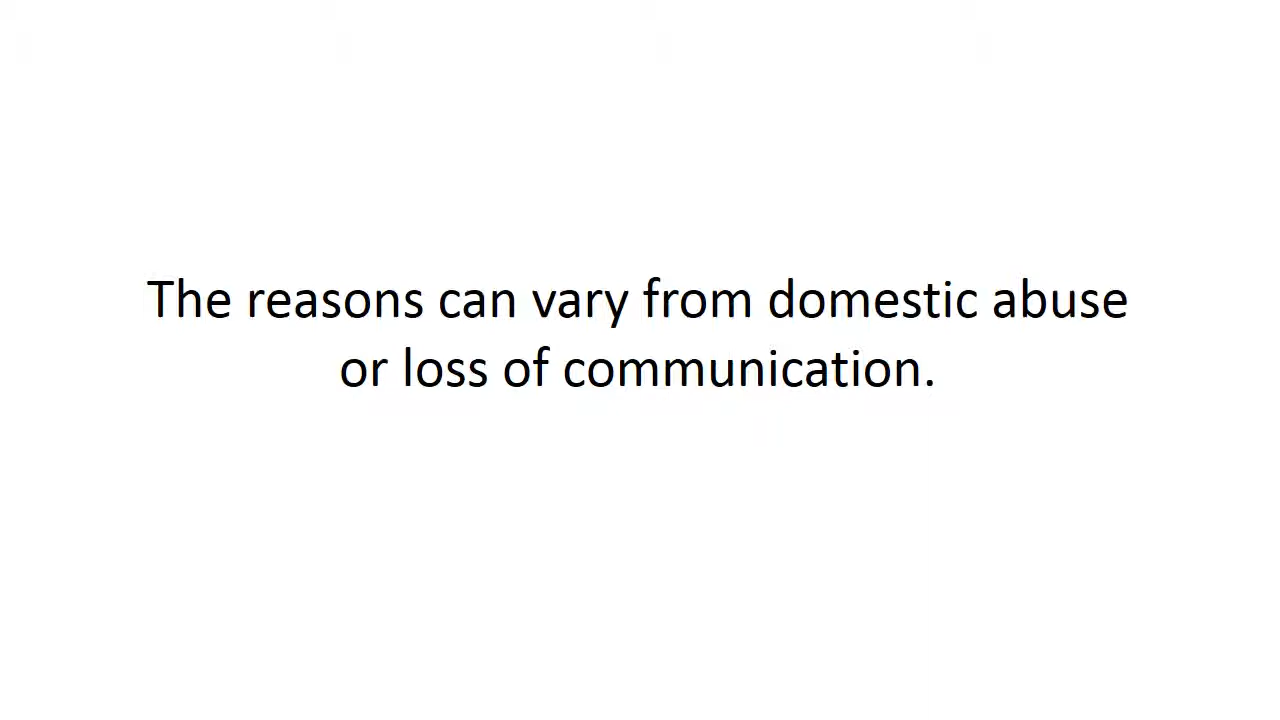 The reasons can vary from domestic abuse
or loss of communication.